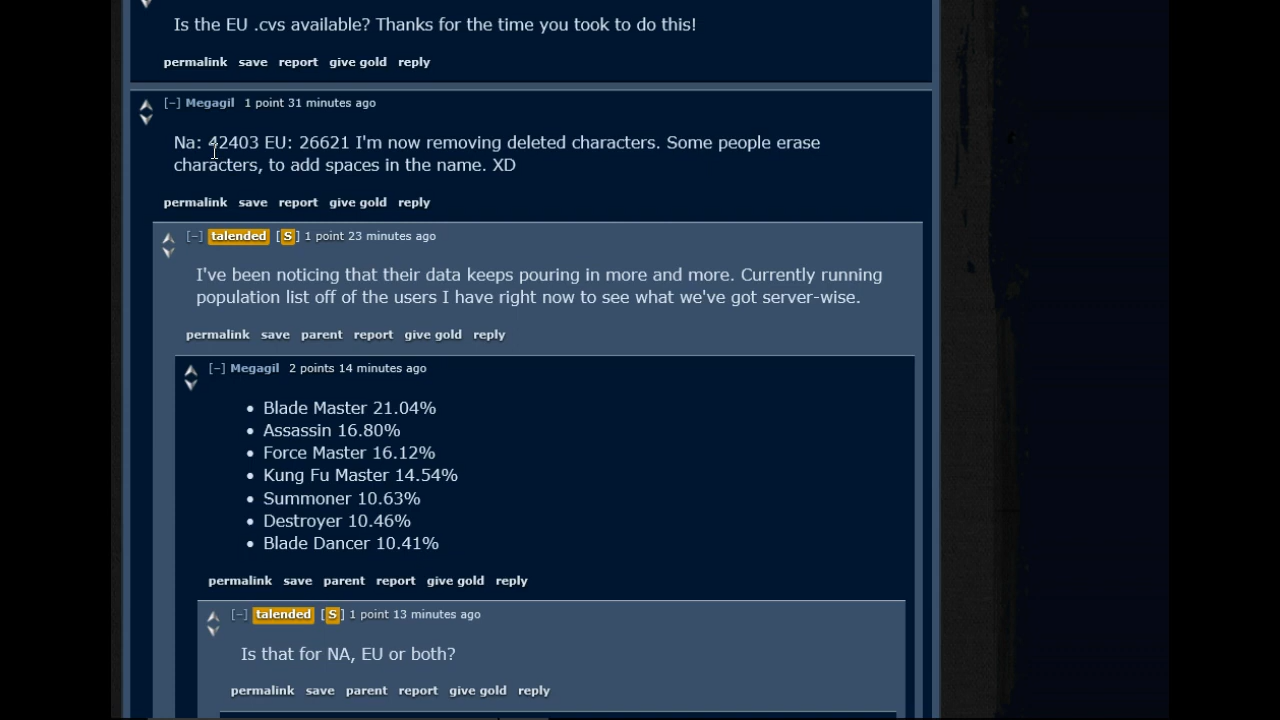 Is the EU .cvs available? Thanks for the time you took to do this!
permalink save report give gold reply
[–] Megagil 1 point 31 minutes ago
Na: 42403 EU: 26621 I'm now removing deleted characters. Some people erase
characters, to add spaces in the name. XD
permalink save report give gold reply
[–] talended [S] 1 point 23 minutes ago
I've been noticing that their data keeps pouring in more and more. Currently running
population list off of the users I have right now to see what we've got server-wise.
permalink save parent report give gold reply
[–] Megagil 2 points 14 minutes ago
• Blade Master 21.04%
• Assassin 16.80%
• Force Master 16.12%
• Kung Fu Master 14.54%
• Summoner 10.63%
• Destroyer 10.46%
• Blade Dancer 10.41%
permalink save parent report give gold reply
[–] talended [S] 1 point 13 minutes ago
Is that for NA, EU or both?
permalink save parent report give gold reply